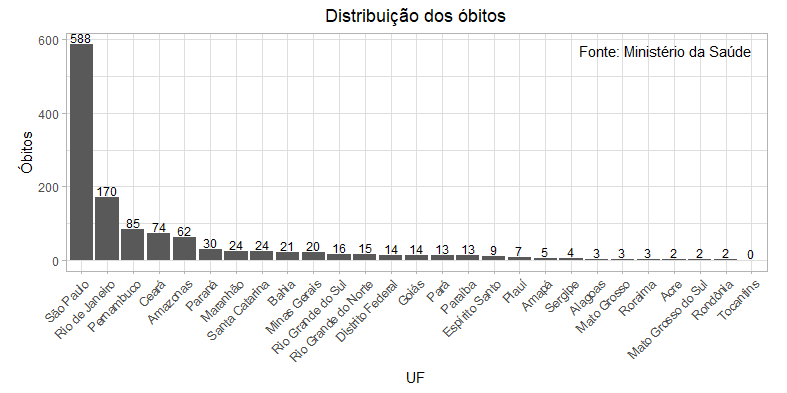 Distribuição dos óbitos
Fonte: Ministério da Saúde
Óbitos
600
400
200
0
588
170
85
74
62
30
24
24
21
20
16
15
14
14
13
13
9
7
5
4
3
3
3
2
2
2
0
São Paulo
Rio de Janeiro
Pernambuco
Ceará
Amazonas
Paraná
Maranhão
Santa Catarina
Bahia
Minas Gerais
Rio Grande do Sul
Rio Grande do Norte
Distrito Federal
Goiás
Pará
Paraíba
Espírito Santo
Piauí
Amapá
Sergipe
Alagoas
Mato Grosso
Roraima
Acre
Mato Grosso do Sul
Rondônia
Tocantins
UF